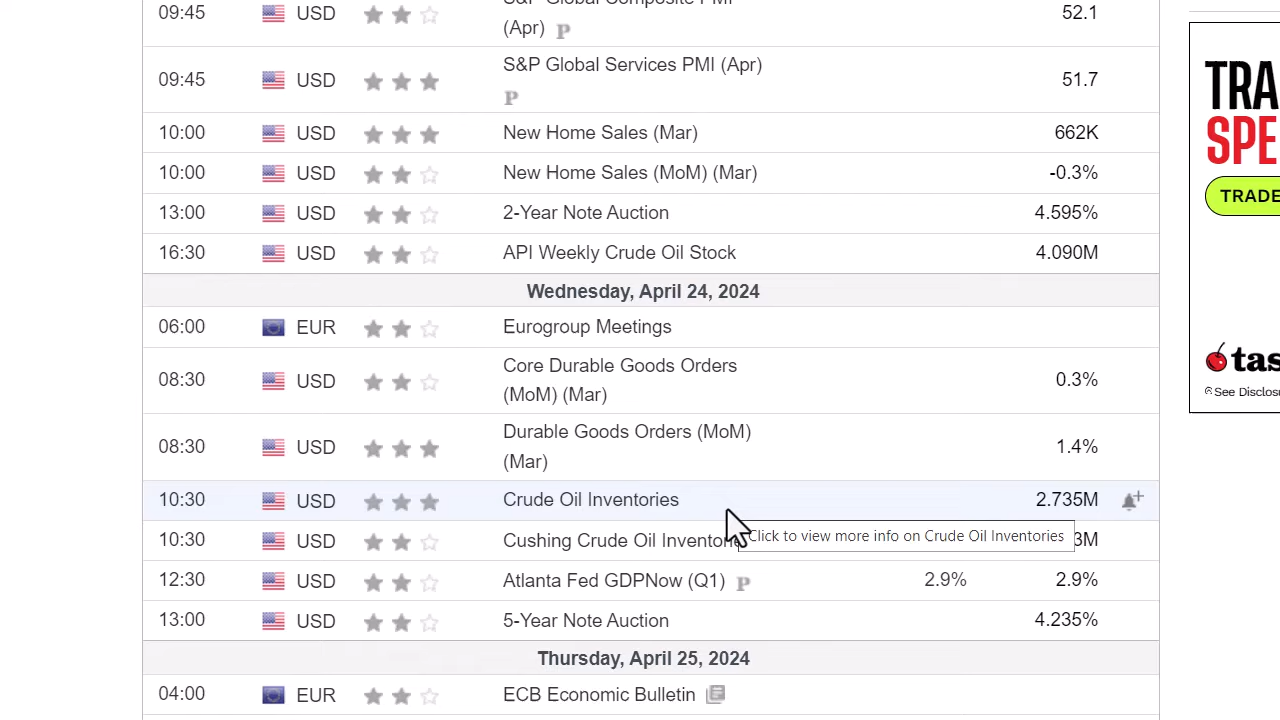 09:45 USD S&P Global Composite PMI 52.1
(Apr) P
09:45 USD S&P Global Services PMI (Apr) 51.7
P
10:00 USD New Home Sales (Mar) 662K
10:00 USD New Home Sales (MoM) (Mar) -0.3%
13:00 USD 2-Year Note Auction 4.595%
16:30 USD API Weekly Crude Oil Stock 4.090M
Wednesday, April 24, 2024
06:00 EUR Eurogroup Meetings
08:30 USD Core Durable Goods Orders 0.3%
(MoM) (Mar)
08:30 USD Durable Goods Orders (MoM) 1.4%
(Mar)
10:30 USD Crude Oil Inventories 2.735M
Click to view more info on Crude Oil Inventories
10:30 USD Cushing Crude Oil 3M
12:30 USD Atlanta Fed GDPNow (Q1) P 2.9% 2.9%
13:00 USD 5-Year Note Auction 4.235%
Thursday, April 25, 2024
04:00 EUR ECB Economic Bulletin
TRA
SPE
TRADE
tas
See Disclos